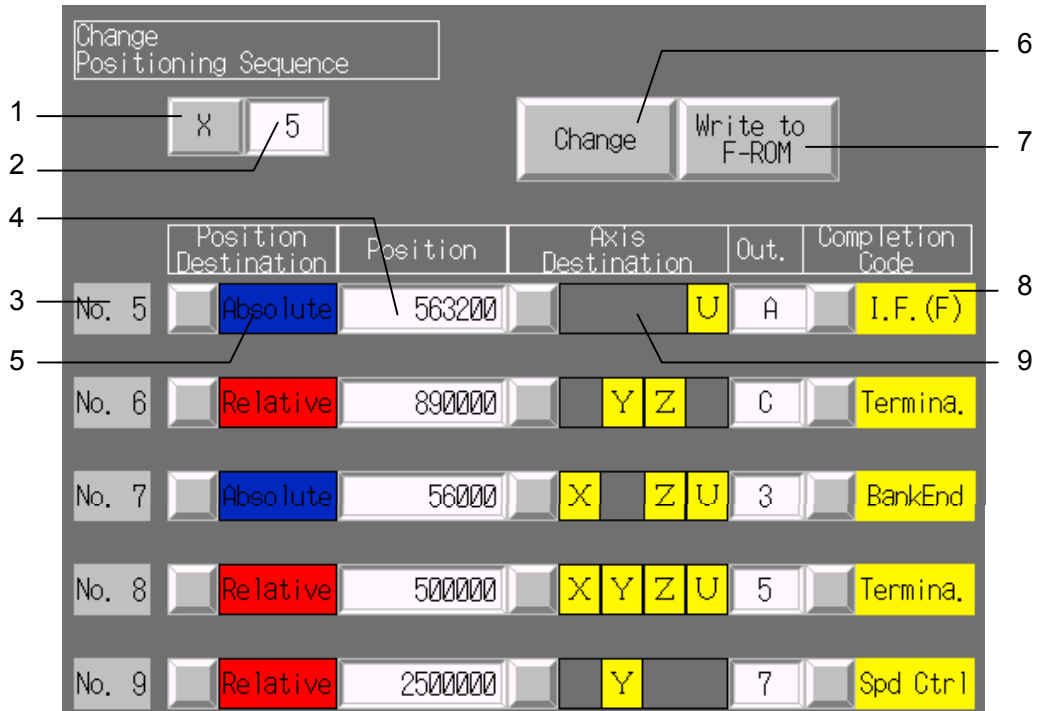 Change
Positioning Sequence
6
1
X 5
Change
Write to
F-ROM
7
2
4
Position
Destination
Position
Axis
Destination
Out.
Completion
Code
3
No. 5 Absolute 563200 U A I.F.(F)
8
5
9
No. 6 Relative 890000 Y Z C Termina.
No. 7 Absolute 56000 X Z U 3 BankEnd
No. 8 Relative 500000 X Y Z U 5 Termina.
No. 9 Relative 2500000 Y 7 Spd Ctrl